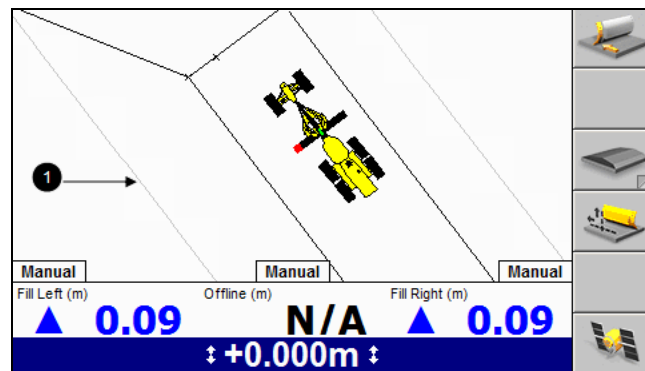 1
Manual Manual Manual
Fill Left (m) Offline (m) Fill Right (m)
0.09 N/A 0.09
+0.000m